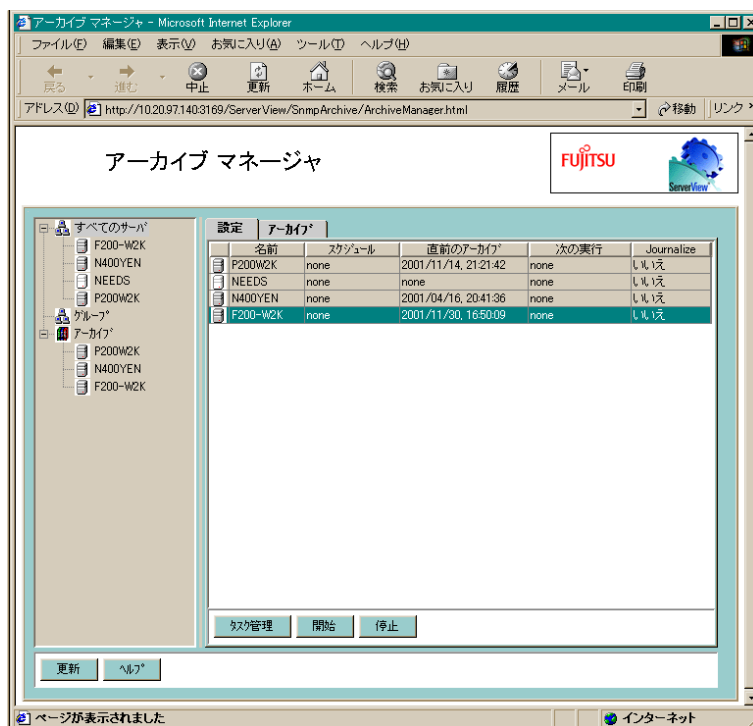 アーカイブ マネージャ - Microsoft Internet Explorer
ファイル(F) 編集(E) 表示(V) お気に入り(A) ツール(T) ヘルプ(H)
戻る 進む 中止 更新 ホーム 検索 お気に入り 履歴 メール 印刷
アドレス(D) http://10.20.97.140:3169/ServerView/SnmpArchive/ArchiveManager.html 移動 リンク »
アーカイブ マネージャ
FUJITSU
ServerView
すべてのサーバ
F200-W2K
N400YEN
NEEDS
P200W2K
グループ
アーカイブ
P200W2K
N400YEN
F200-W2K
設定 アーカイブ
名前 スケジュール 直前のアーカイブ 次の実行 Journalize
P200W2K none 2001/11/14, 21:21:42 none いいえ
NEEDS none none none いいえ
N400YEN none 2001/04/16, 20:41:36 none いいえ
F200-W2K none 2001/11/30, 16:50:09 none いいえ
タスク管理 開始 停止
更新 ヘルプ
ページが表示されました インターネット